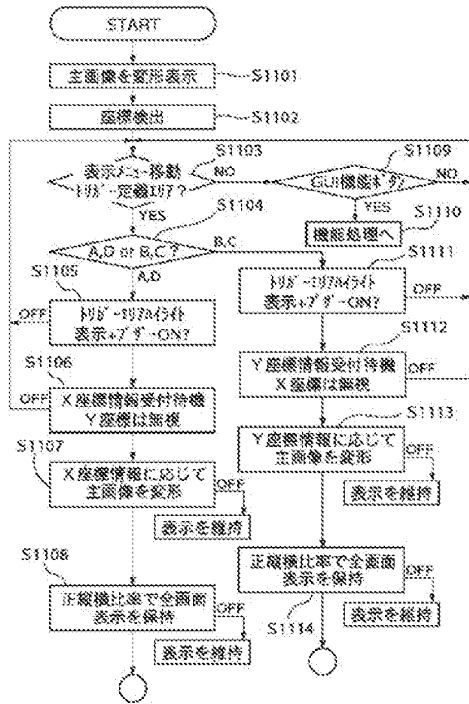 START
主画像を変形表示
S1101
座標検出
S1102
S1103
表示メニュー移動
トリガー定義エリア?
NO
YES
S1109
GUI機能ボタン
NO
YES
S1110
機能処理へ
S1104
A,D or B,C?
B,C
A,D
S1105
トリガーエリアハイライト
表示+ブザーON?
OFF
S1111
トリガーエリアハイライト
表示+ブザーON?
OFF
S1106
X座標情報受付待機
Y座標は無視
OFF
S1112
Y座標情報受付待機
X座標は無視
OFF
S1107
X座標情報に応じて
主画像を変形
OFF
表示を維持
S1113
Y座標情報に応じて
主画像を変形
OFF
表示を維持
S1108
正縦横比率で全画面
表示を保持
OFF
表示を維持
正縦横比率で全画面
表示を保持
OFF
S1114
表示を維持